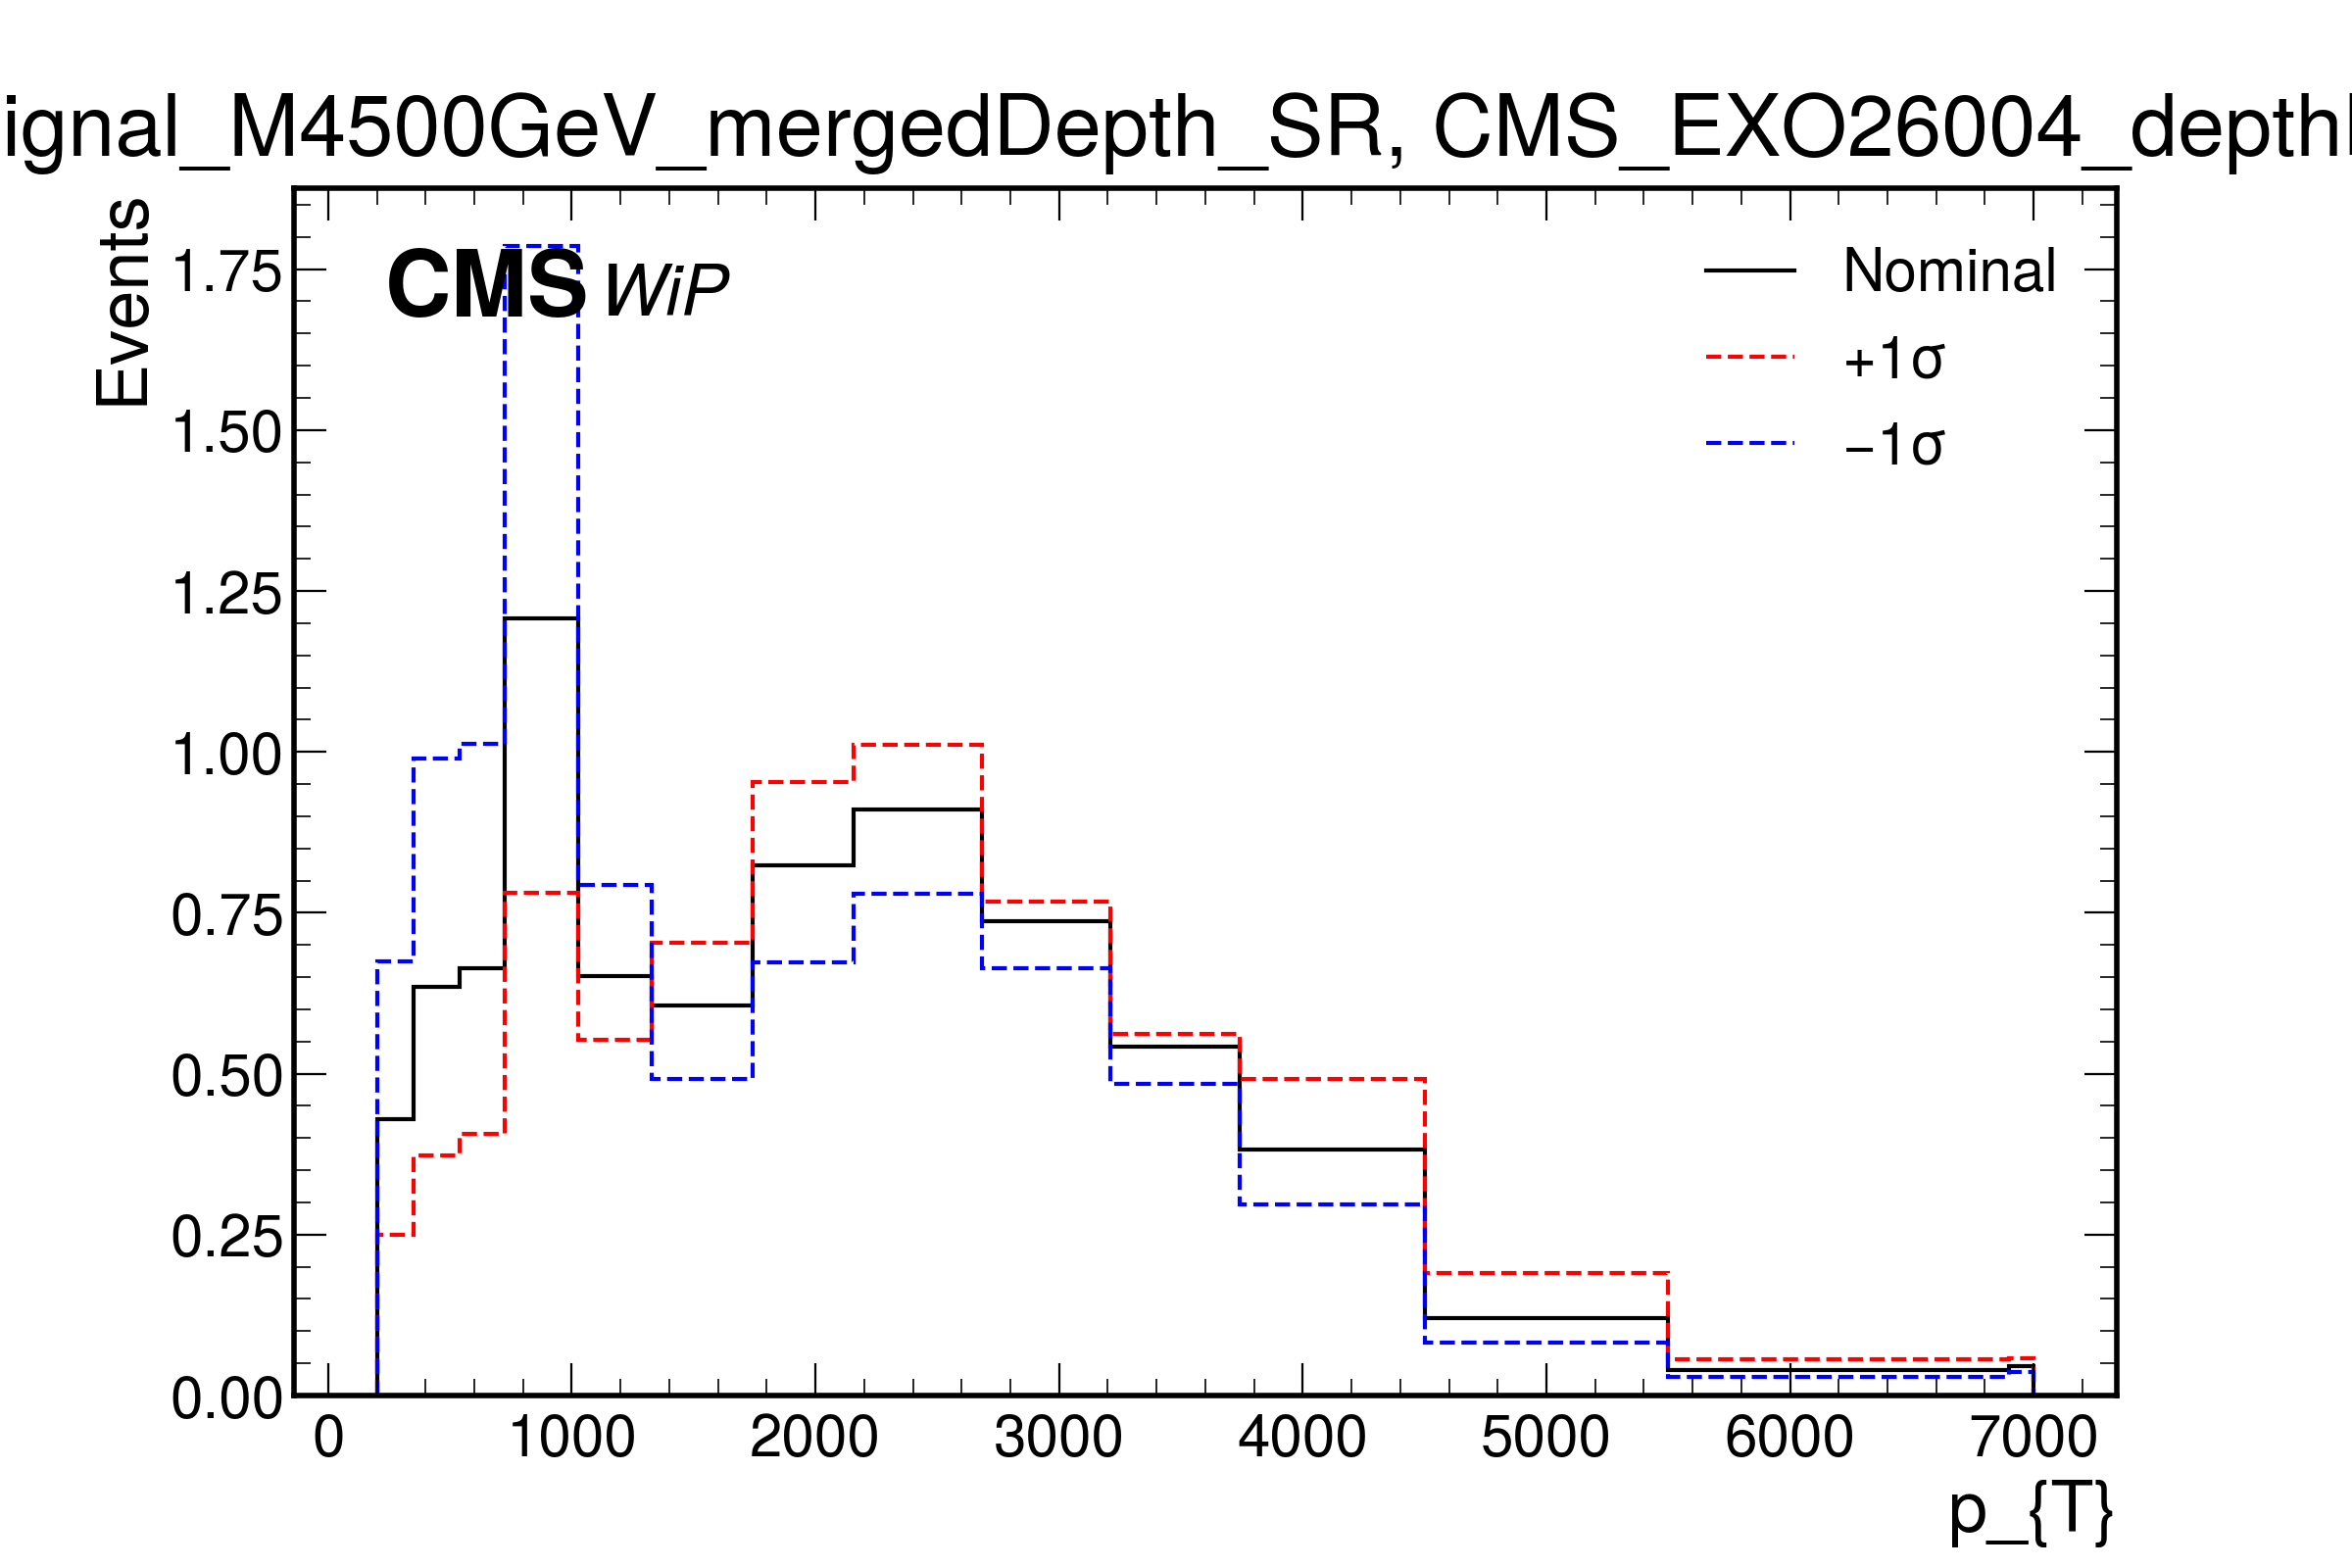 ignal_M4500GeV_mergedDepth_SR, CMS_EXO26004_depth
Events
CMS WiP
Nominal
+1σ
−1σ
1.75
1.50
1.25
1.00
0.75
0.50
0.25
0.00
0 1000 2000 3000 4000 5000 6000 7000
p_{T}